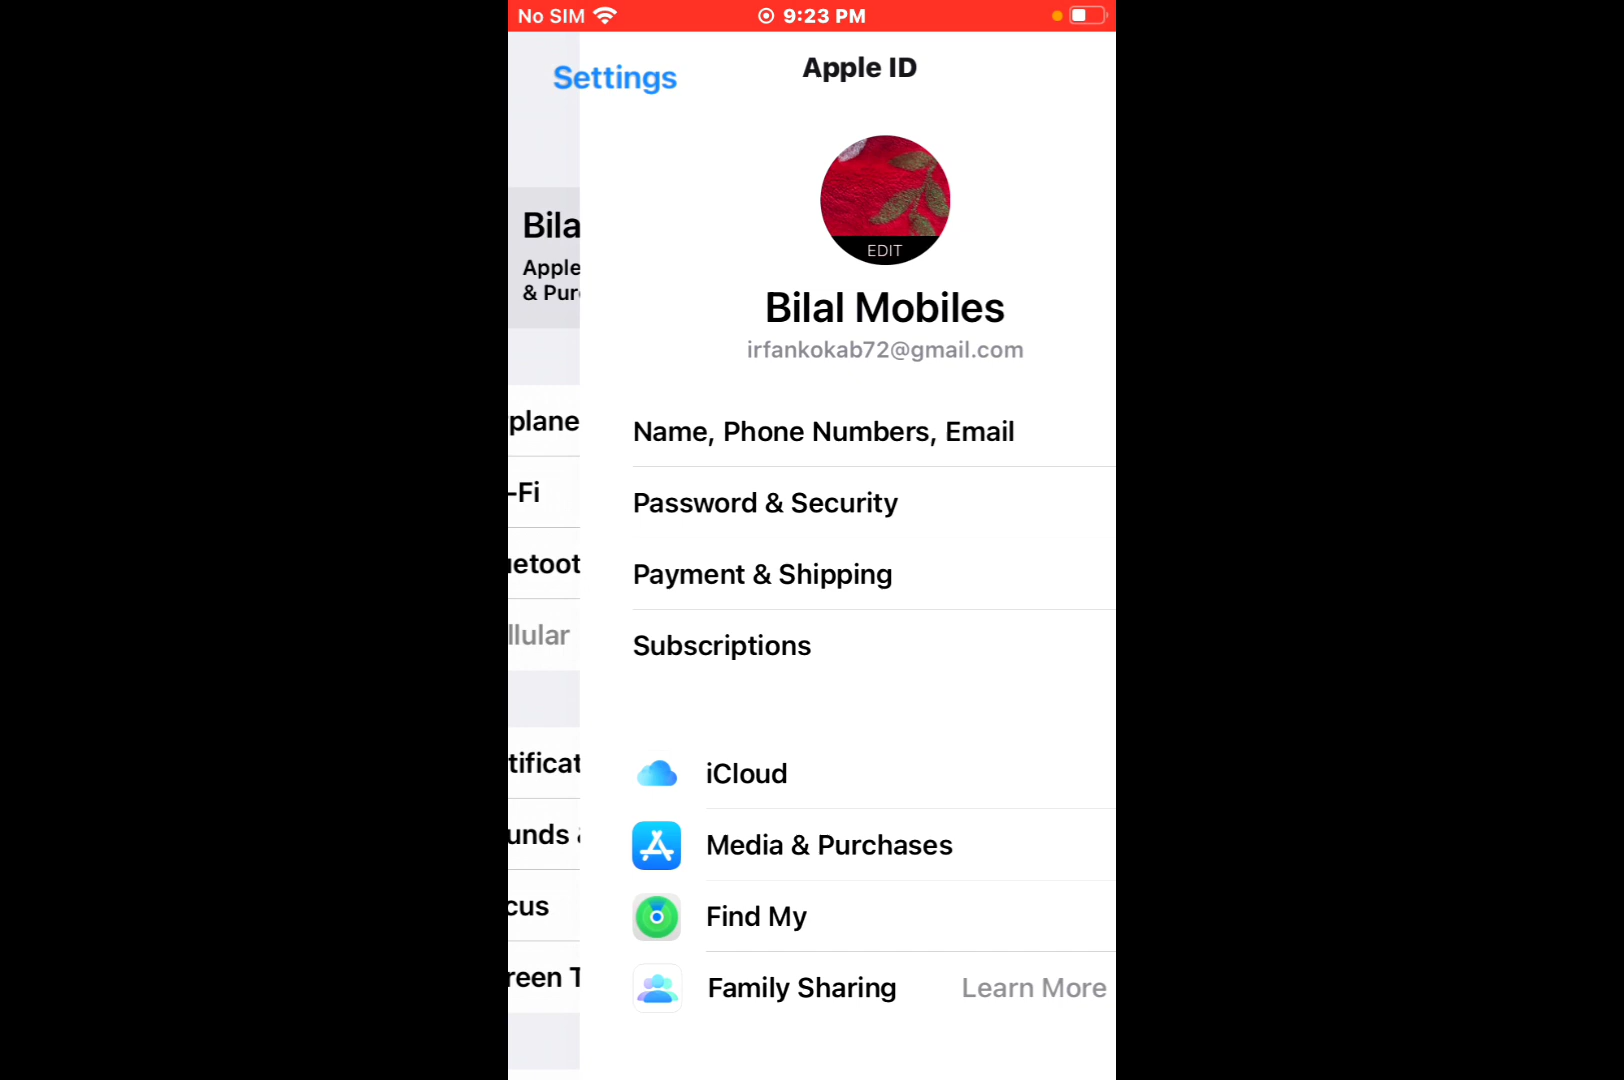 No SIM 9:23 PM
Settings
Apple ID
EDIT
Bila
Apple
& Pur
Bilal Mobiles
irfankokab72@gmail.com
plane
Name, Phone Numbers, Email
-Fi
Password & Security
etoot
Payment & Shipping
llular
Subscriptions
tificat
iCloud
unds &
Media & Purchases
cus
Find My
reen T
Family Sharing Learn More